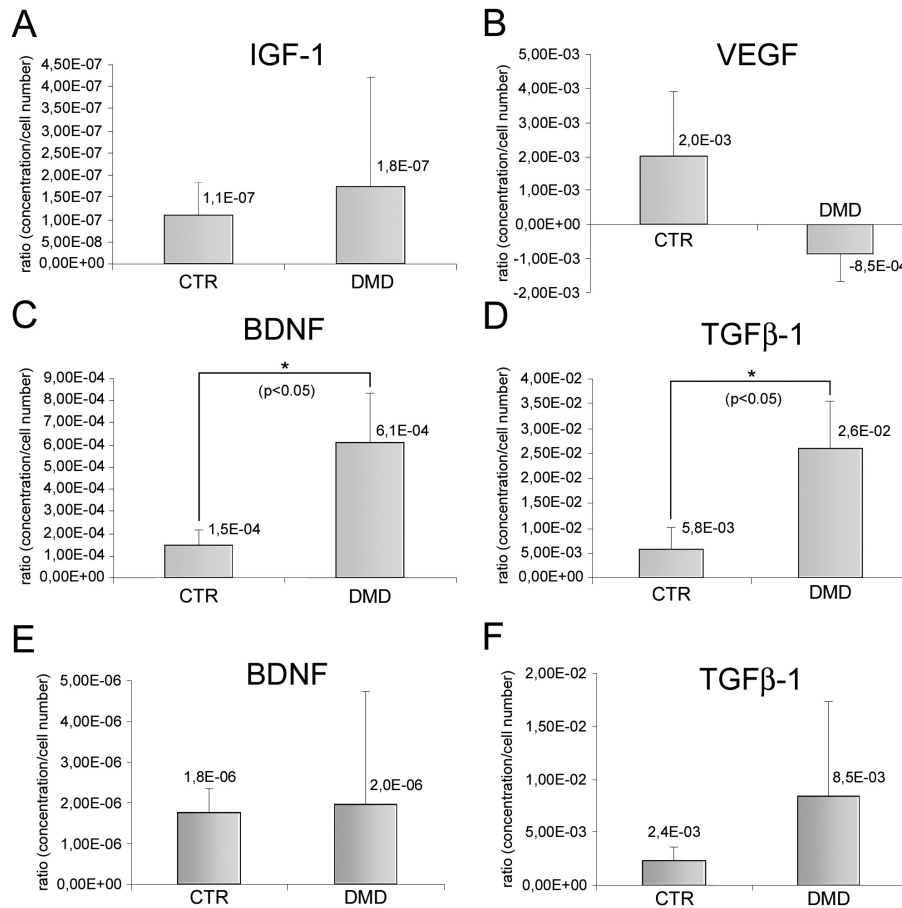 A
IGF-1
ratio (concentration/cell number)
4,50E-07
4,00E-07
3,50E-07
3,00E-07
2,50E-07
2,00E-07
1,50E-07
1,00E-07
5,00E-08
0,00E+00
1,1E-07
1,8E-07
CTR
DMD
B
VEGF
ratio (concentration/cell number)
5,00E-03
4,00E-03
3,00E-03
2,00E-03
1,00E-03
0,00E+00
-1,00E-03
-2,00E-03
2,0E-03
CTR
DMD
-8,5E-04
C
BDNF
ratio (concentration/cell number)
9,00E-04
8,00E-04
7,00E-04
6,00E-04
5,00E-04
4,00E-04
3,00E-04
2,00E-04
1,00E-04
0,00E+00
*
(p<0.05)
1,5E-04
6,1E-04
CTR
DMD
D
TGFβ-1
ratio (concentration/cell number)
4,00E-02
3,50E-02
3,00E-02
2,50E-02
2,00E-02
1,50E-02
1,00E-02
5,00E-03
0,00E+00
*
(p<0.05)
5,8E-03
2,6E-02
CTR
DMD
E
BDNF
ratio (concentration/cell number)
5,00E-06
4,00E-06
3,00E-06
2,00E-06
1,00E-06
0,00E+00
1,8E-06
2,0E-06
CTR
DMD
F
TGFβ-1
ratio (concentration/cell number)
2,00E-02
1,50E-02
1,00E-02
5,00E-03
0,00E+00
2,4E-03
8,5E-03
CTR
DMD